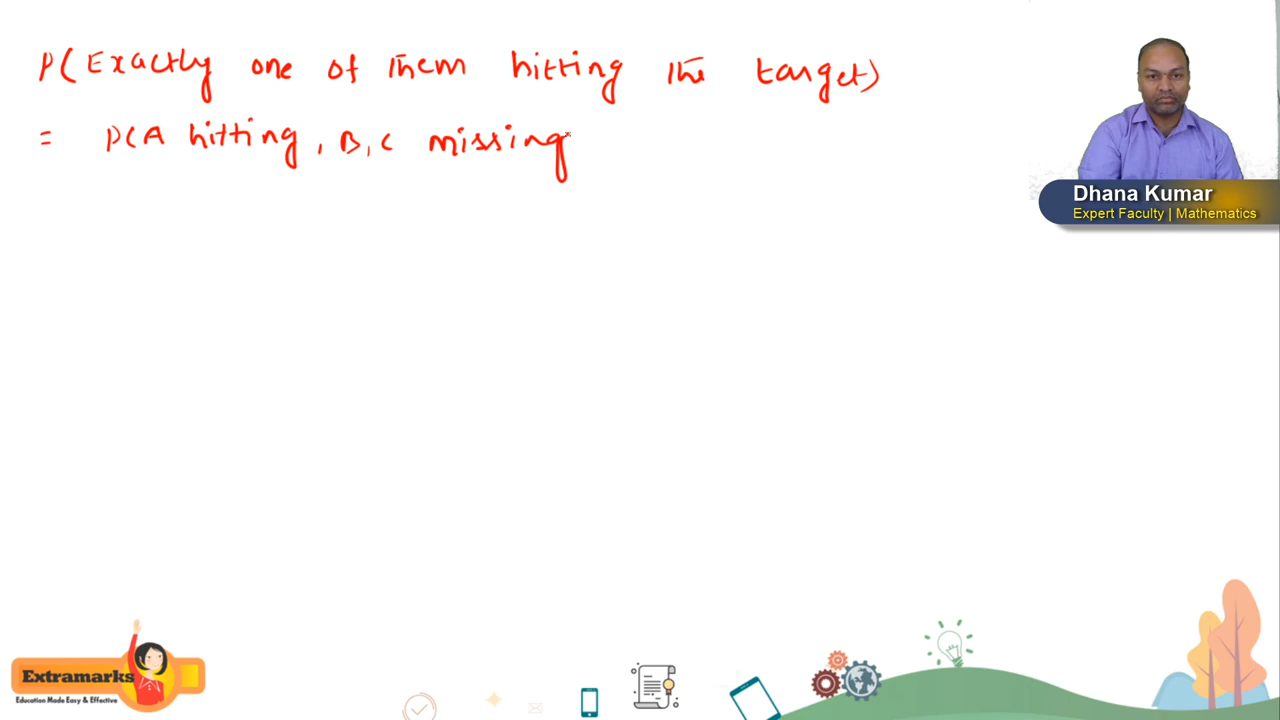 P(Exactly one of them hitting the target)
= P(A hitting, B, C missing
Dhana Kumar
Expert Faculty | Mathematics
Extramarks
Education Made Easy & Effective